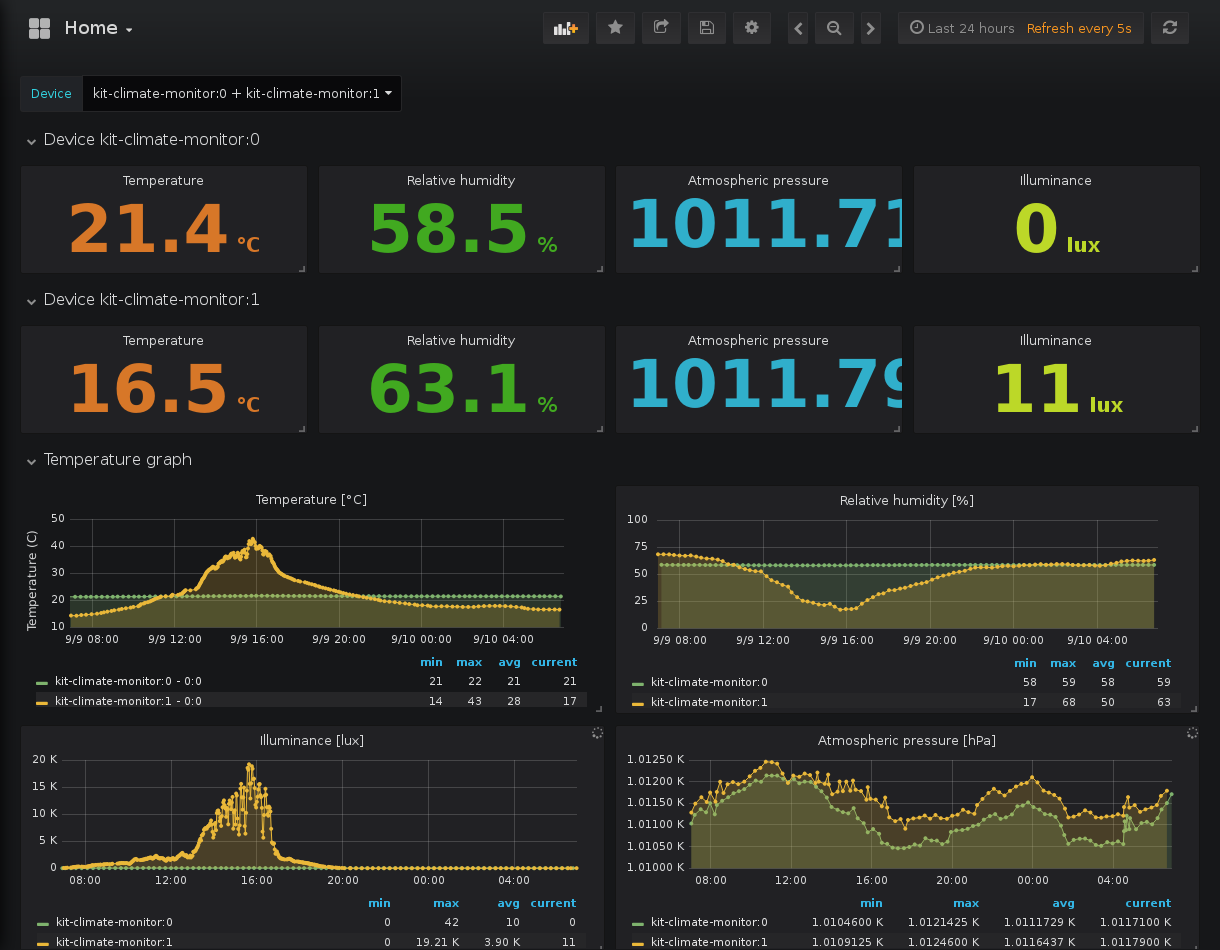 Home
Last 24 hours Refresh every 5s
Device kit-climate-monitor:0 + kit-climate-monitor:1
Device kit-climate-monitor:0
Temperature Relative humidity Atmospheric pressure Illuminance
21.4 °C 58.5 % 1011.71 0 lux
Device kit-climate-monitor:1
Temperature Relative humidity Atmospheric pressure Illuminance
16.5 °C 63.1 % 1011.79 11 lux
Temperature graph
Temperature [°C]
Temperature (C)
50
40
30
20
10
9/9 08:00 9/9 12:00 9/9 16:00 9/9 20:00 9/10 00:00 9/10 04:00
min max avg current
kit-climate-monitor:0 - 0:0 21 22 21 21
kit-climate-monitor:1 - 0:0 14 43 28 17
Relative humidity [%]
100
75
50
25
0
9/9 08:00 9/9 12:00 9/9 16:00 9/9 20:00 9/10 00:00 9/10 04:00
min max avg current
kit-climate-monitor:0 58 59 58 59
kit-climate-monitor:1 17 68 50 63
Illuminance [lux]
20 K
15 K
10 K
5 K
0
08:00 12:00 16:00 20:00 00:00 04:00
min max avg current
kit-climate-monitor:0 0 42 10 0
kit-climate-monitor:1 0 19.21 K 3.90 K 11
Atmospheric pressure [hPa]
1.01250 K
1.01200 K
1.01150 K
1.01100 K
1.01050 K
1.01000 K
08:00 12:00 16:00 20:00 00:00 04:00
min max avg current
kit-climate-monitor:0 1.0104600 K 1.0121425 K 1.0111729 K 1.0117100 K
kit-climate-monitor:1 1.0109125 K 1.0124600 K 1.0116437 K 1.0117900 K